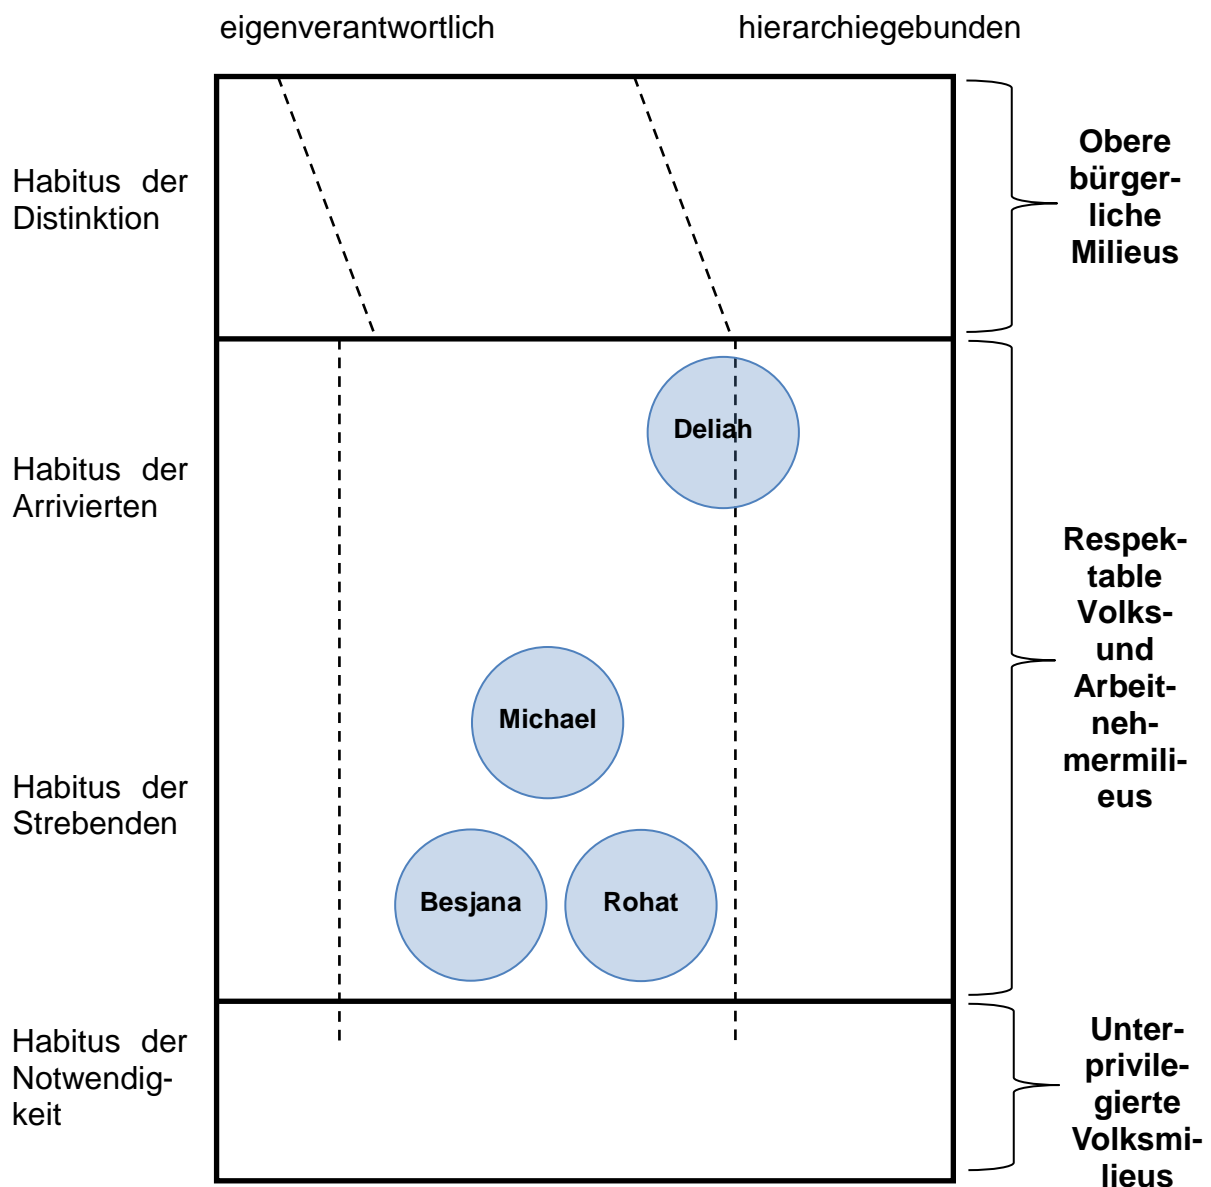 eigenverantwortlich
hierarchiegebunden
Habitus der
Distinktion
Obere
bürger-
liche
Milieus
Habitus der
Arrivierten
Deliah
Respek-
table
Volks-
und
Arbeit-
neh-
mermili-
eus
Michael
Habitus der
Strebenden
Besjana
Rohat
Habitus der
Notwendig-
keit
Unter-
privile-
gierte
Volksmi-
lieus